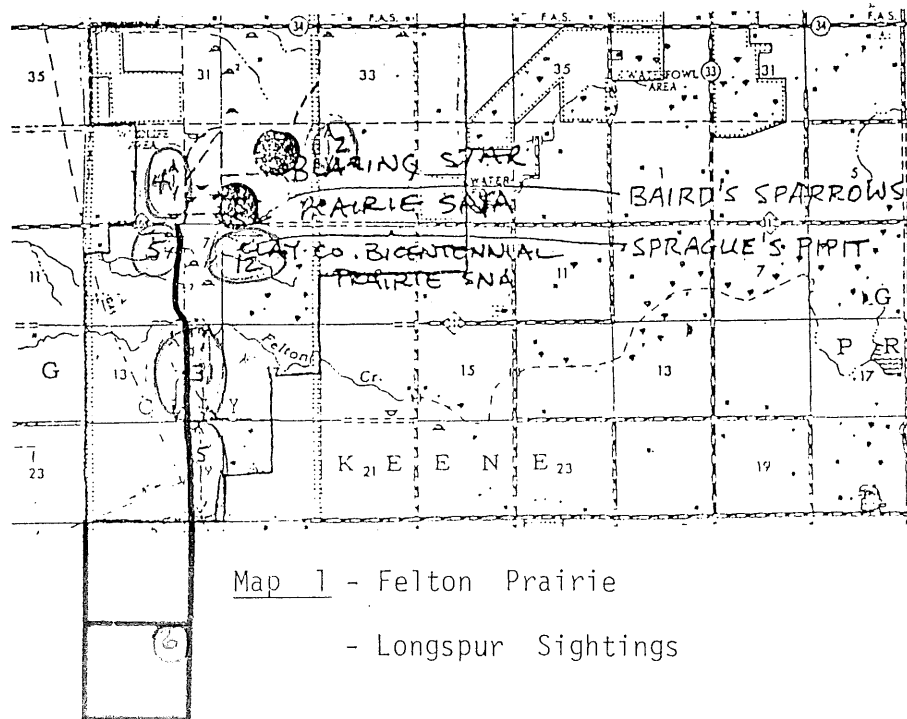 F.A.S. 34 F.A.S. 34 F.A.S.
35 31 33 35 33 31
WATERFOWL
AREA
WILDLIFE
AREA
2
BLAZING STAR
1 5
4
WATER
PRAIRIE SNA
BAIRD'S SPARROWS
5 7
CLAY CO. BICENTENNIAL
SPRAGUE'S PIPIT
11 12 11 7
PRAIRIE SNA
G
Felton
G 13 15 13 P R
Cr. 17
C Y
5
23 19 K 21 E E N E 23 19
Map 1 - Felton Prairie
- Longspur Sightings
6